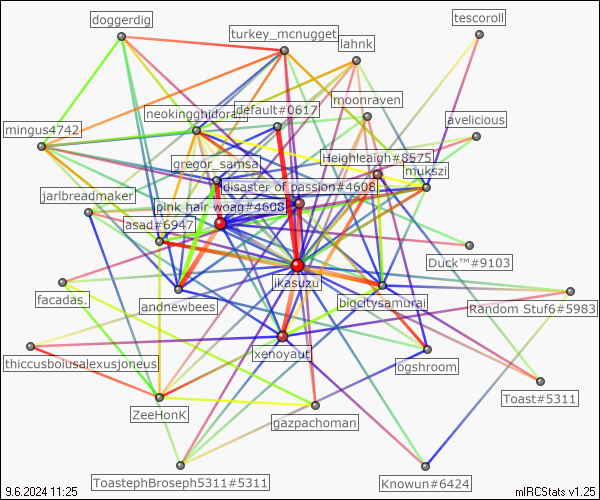 doggerdig
tescoroll
turkey_mcnugget
lahnk
moonraven
neokingghidorah
default#0617
avelicious
mingus4742
gregor_samsa
Heighleaigh#8575
mukszi
disaster of passion#4608
jarlbreadmaker
pink hair woag#4608
asad#6947
Duck™#9103
jikasuzu
facadas.
andnewbees
biocitysamurai
Random Stuf6#5983
xenoyaut
thiccusboiusalexusjoneus
ogshroom
Toast#5311
ZeeHonk
gazpachoman
ToastephBroseph5311#5311
Knowun#6424
9.6.2024 11:25
mIRCStats v1.25